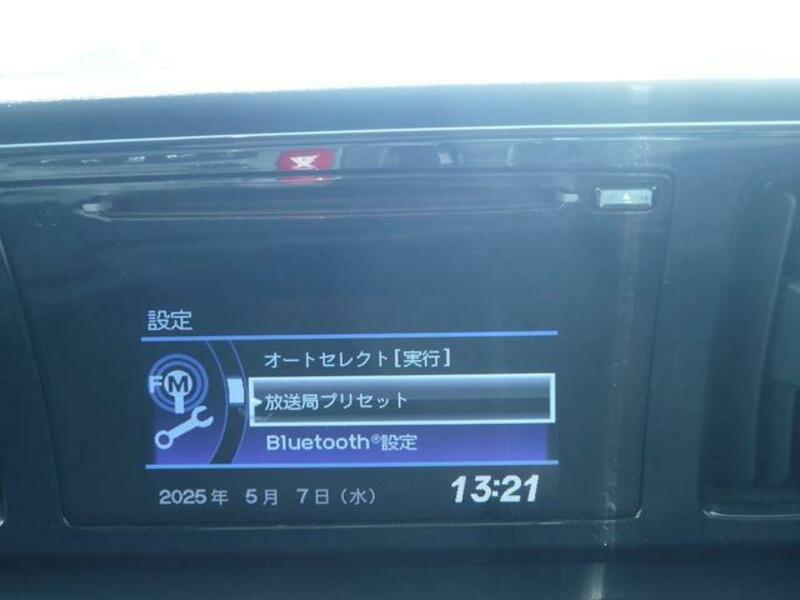 設定
オートセレクト[実行]
FM
放送局プリセット
Bluetooth®設定
2025年 5月 7日(水) 13:21